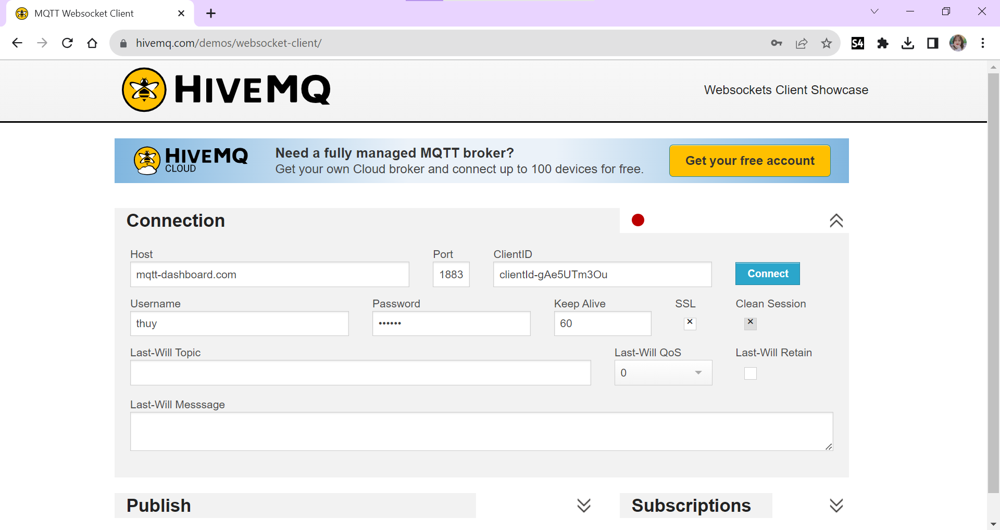 MQTT Websocket Client
hivemq.com/demos/websocket-client/
S4
HIVEMQ
Websockets Client Showcase
HIVEMQ
CLOUD
Need a fully managed MQTT broker?
Get your own Cloud broker and connect up to 100 devices for free.
Get your free account
Connection
Host Port ClientID
mqtt-dashboard.com 1883 clientId-gAe5UTm3Ou Connect
Username Password Keep Alive SSL Clean Session
thuy •••••• 60
Last-Will Topic Last-Will QoS Last-Will Retain
0
Last-Will Messsage
Publish Subscriptions